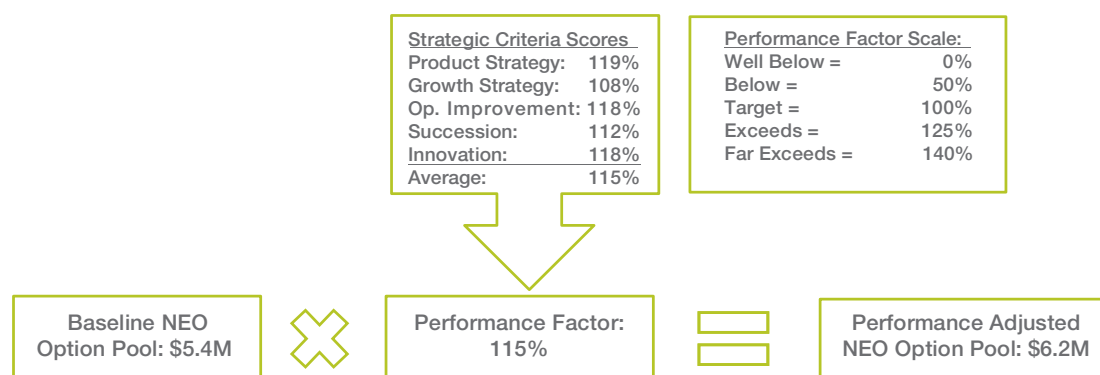 Strategic Criteria Scores
Product Strategy: 119%
Growth Strategy: 108%
Op. Improvement: 118%
Succession: 112%
Innovation: 118%
Average: 115%
Performance Factor Scale:
Well Below = 0%
Below = 50%
Target = 100%
Exceeds = 125%
Far Exceeds = 140%
Baseline NEO
Option Pool: $5.4M
Performance Factor:
115%
Performance Adjusted
NEO Option Pool: $6.2M